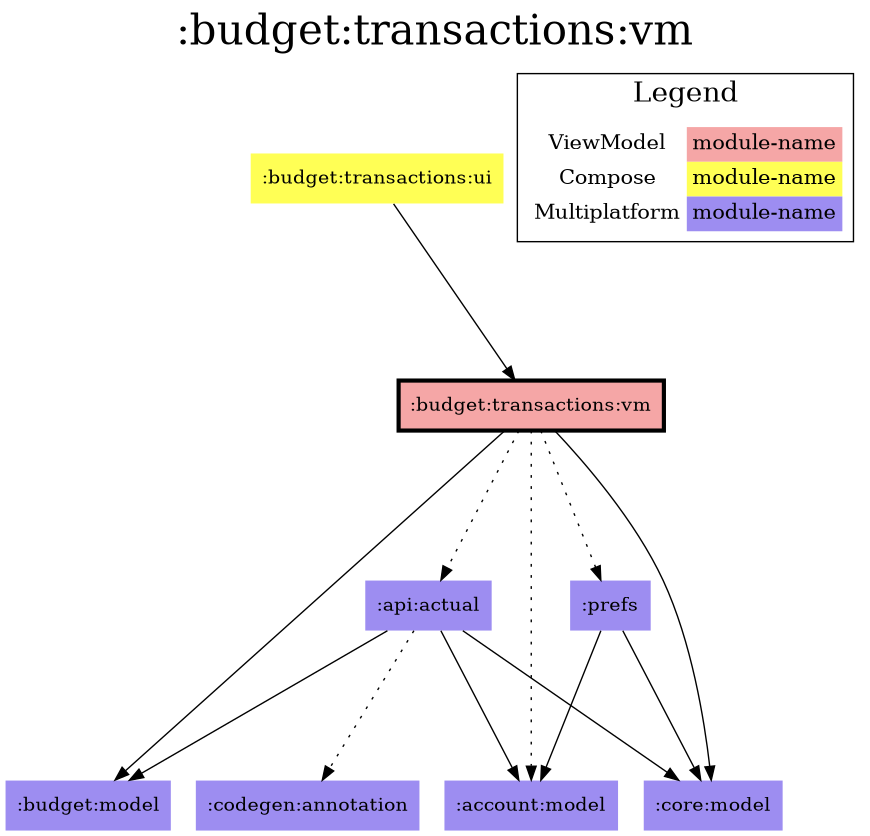 :budget:transactions:vm
Legend
ViewModel module-name
Compose module-name
Multiplatform module-name
:budget:transactions:ui
:budget:transactions:vm
:api:actual
:prefs
:budget:model
:codegen:annotation
:account:model
:core:model